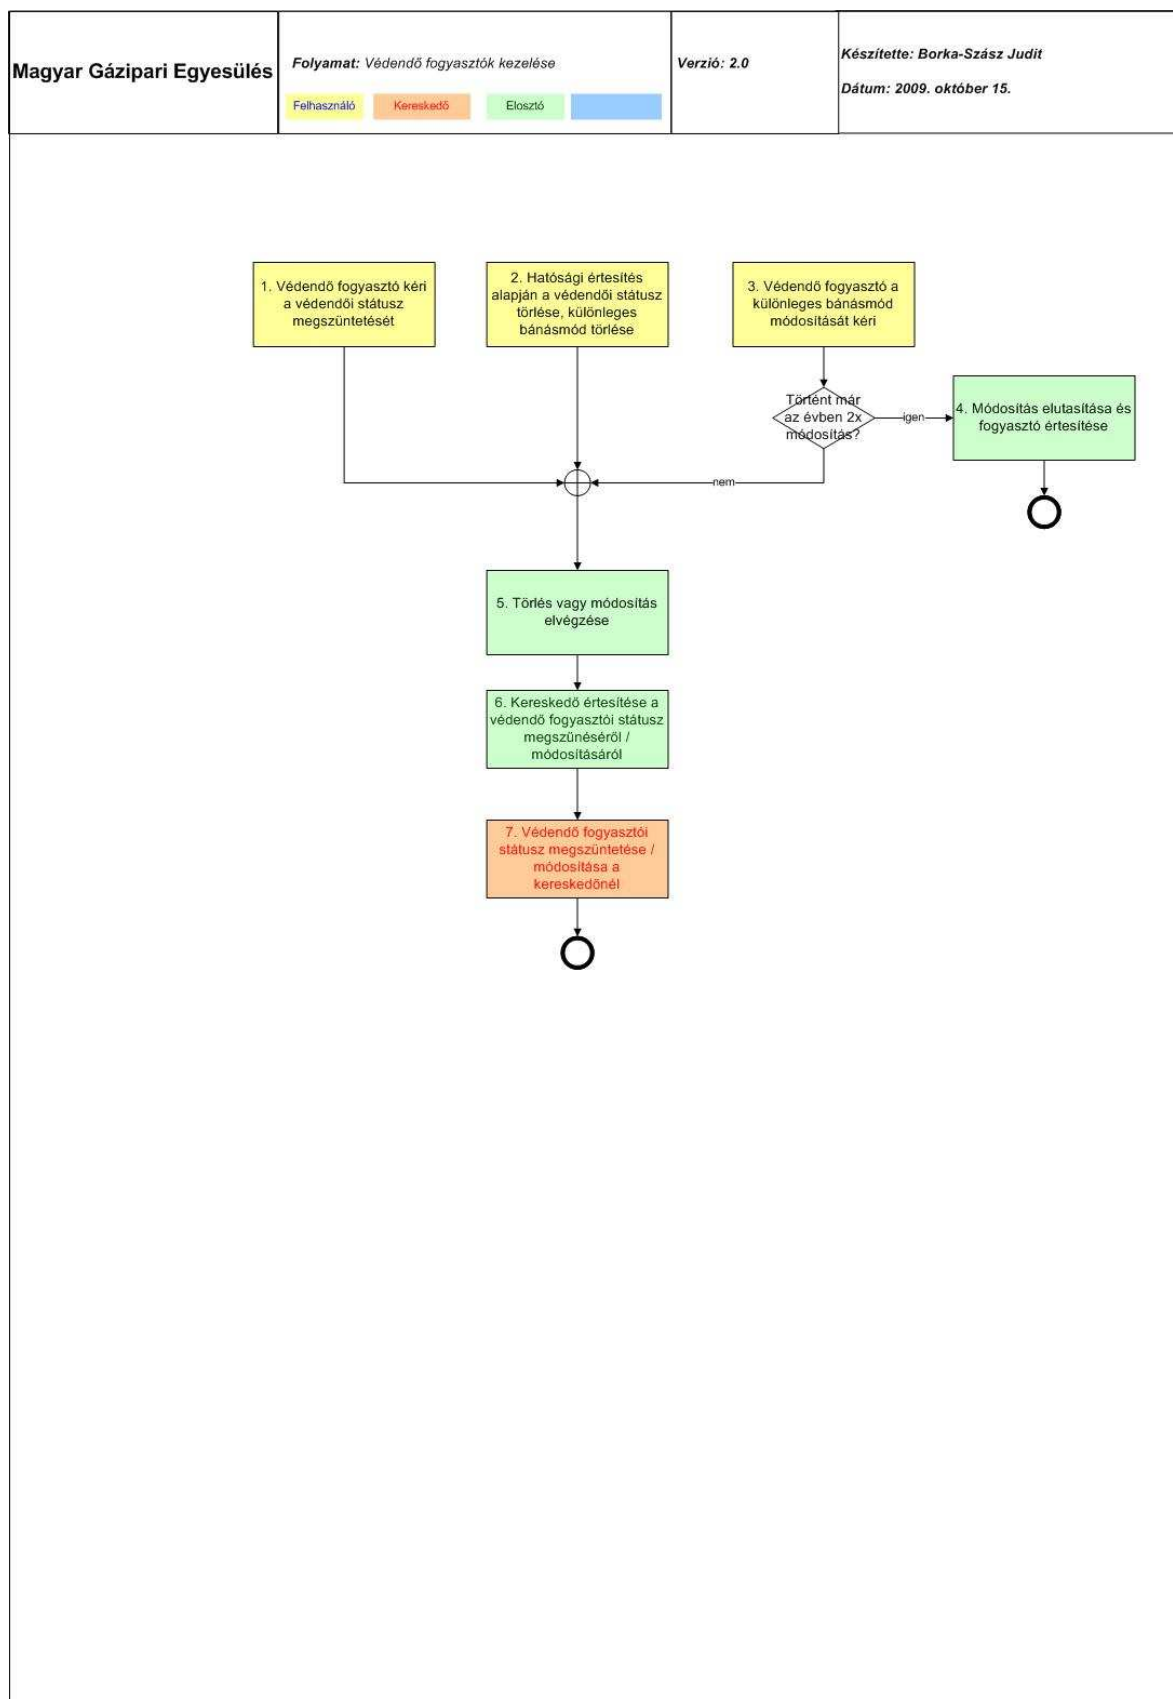 Magyar Gázipari Egyesülés
Folyamat: Védendő fogyasztók kezelése
Felhasználó
Kereskedő
Elosztó
Verzió: 2.0
Készítette: Borka-Szász Judit
Dátum: 2009. október 15.
1. Védendő fogyasztó kéri
a védendői státusz
megszüntetését
2. Hatósági értesítés
alapján a védendői státusz
törlése, különleges
bánásmód törlése
3. Védendő fogyasztó a
különleges bánásmód
módosítását kéri
Történt már
az évben 2x
módosítás?
igen
4. Módosítás elutasítása és
fogyasztó értesítése
nem
5. Törlés vagy módosítás
elvégzése
6. Kereskedő értesítése a
védendő fogyasztói státusz
megszűnéséről /
módosításáról
7. Védendő fogyasztói
státusz megszüntetése /
módosítása a
kereskedőnél